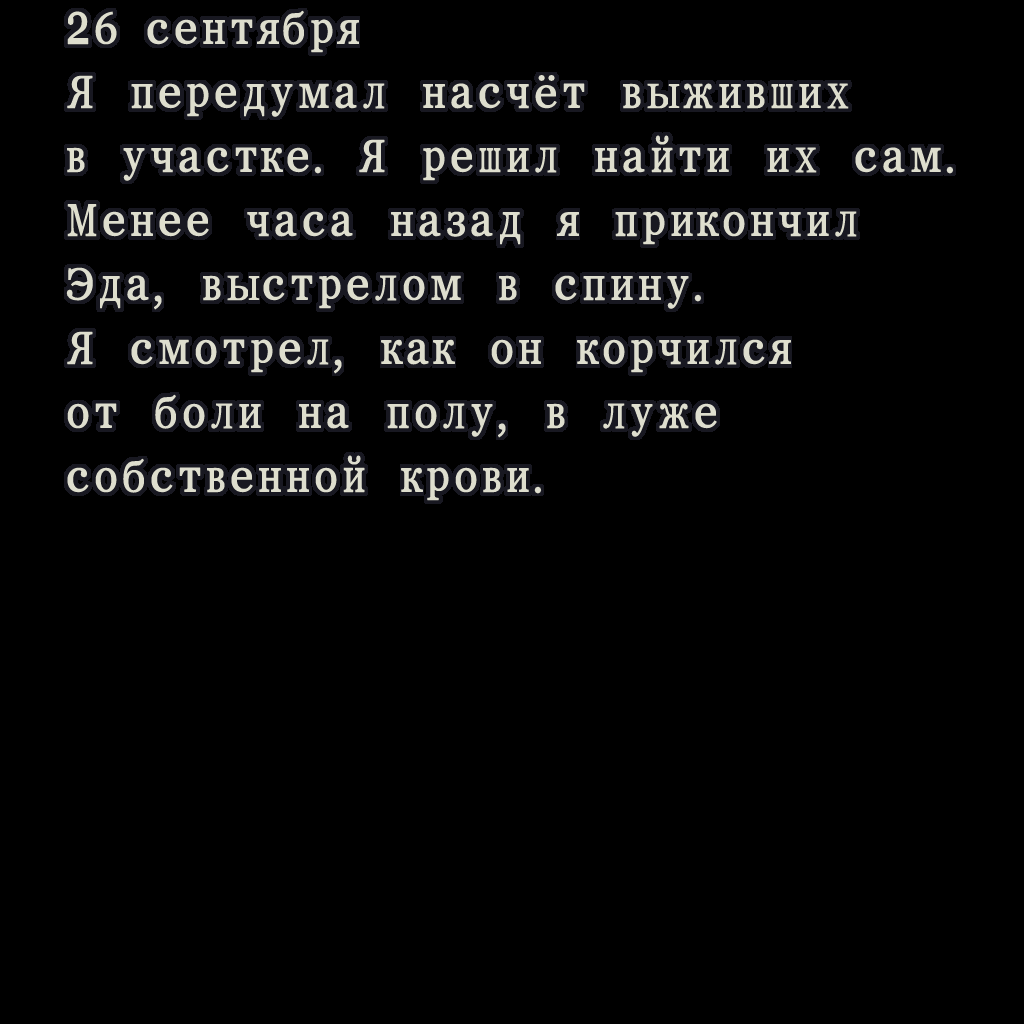 26 сентября
Я передумал насчёт выживших
в участке. Я решил найти их сам.
Менее часа назад я прикончил
Эда, выстрелом в спину.
Я смотрел, как он корчился
от боли на полу, в луже
собственной крови.